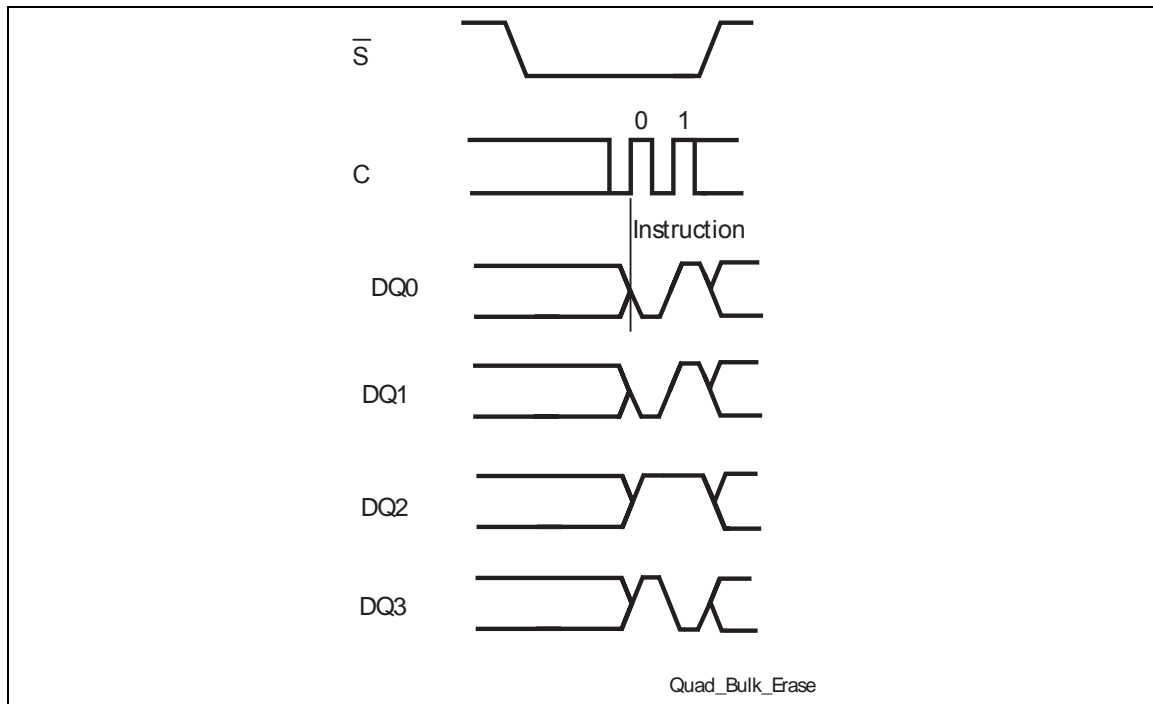 S̅
0 1
C
Instruction
DQ0
DQ1
DQ2
DQ3
Quad_Bulk_Erase